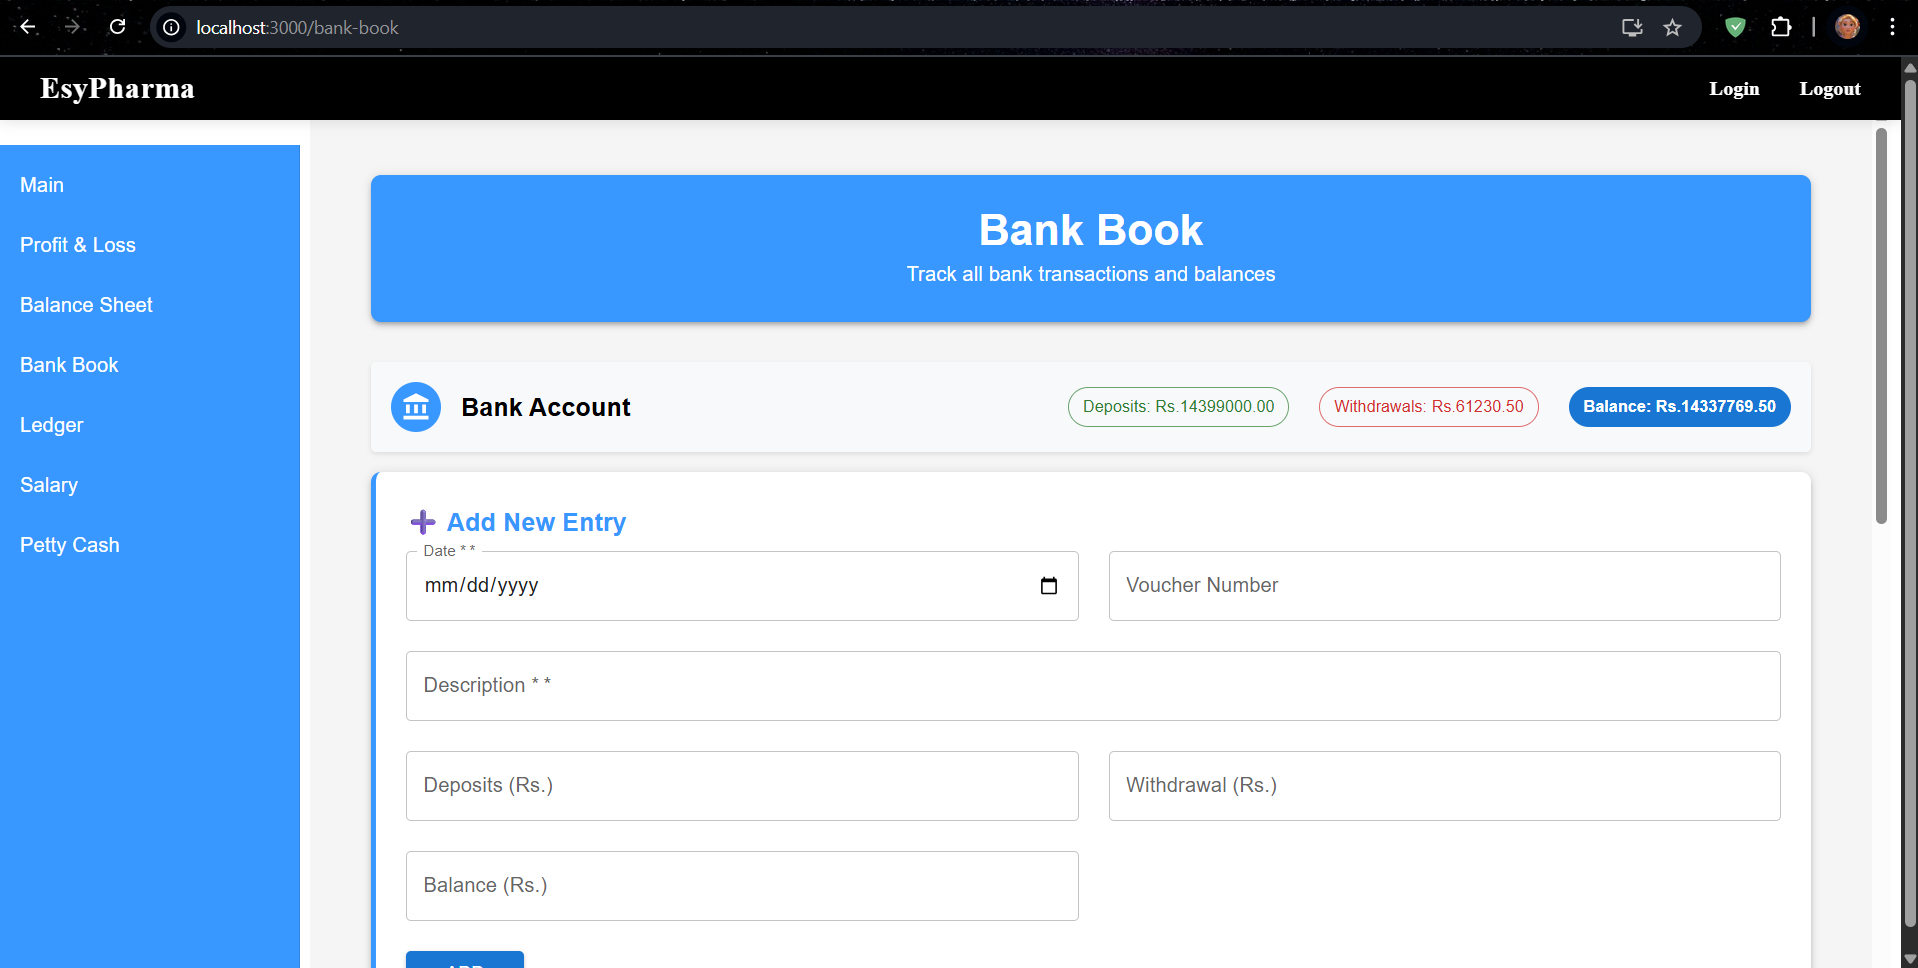 localhost:3000/bank-book
EsyPharma
Login
Logout
Main
Profit & Loss
Balance Sheet
Bank Book
Ledger
Salary
Petty Cash
Bank Book
Track all bank transactions and balances
Bank Account
Deposits: Rs.14399000.00
Withdrawals: Rs.61230.50
Balance: Rs.14337769.50
Add New Entry
Date * *
mm/dd/yyyy
Voucher Number
Description * *
Deposits (Rs.)
Withdrawal (Rs.)
Balance (Rs.)
ADD